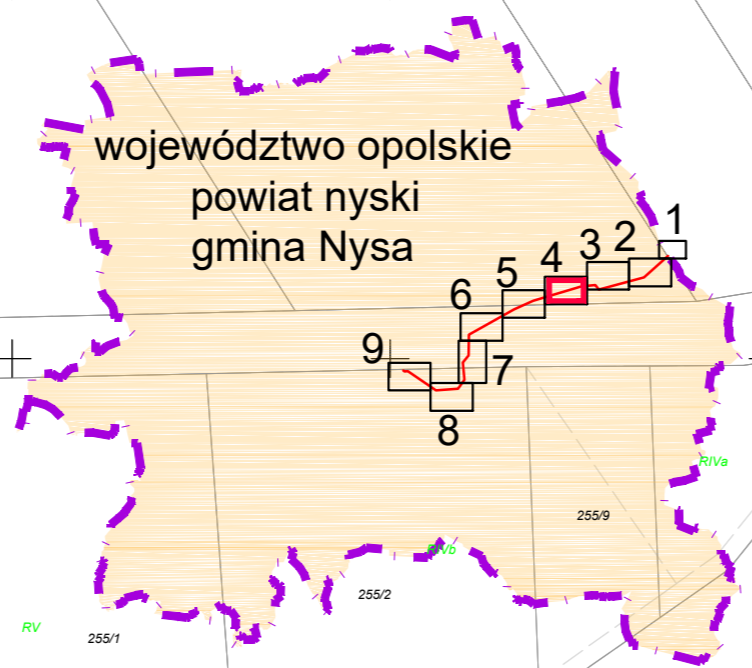 województwo opolskie
powiat nyski
gmina Nysa
1
2
3
4
5
6
7
8
9
RIVa
255/9
RIVb
255/2
RV
255/1